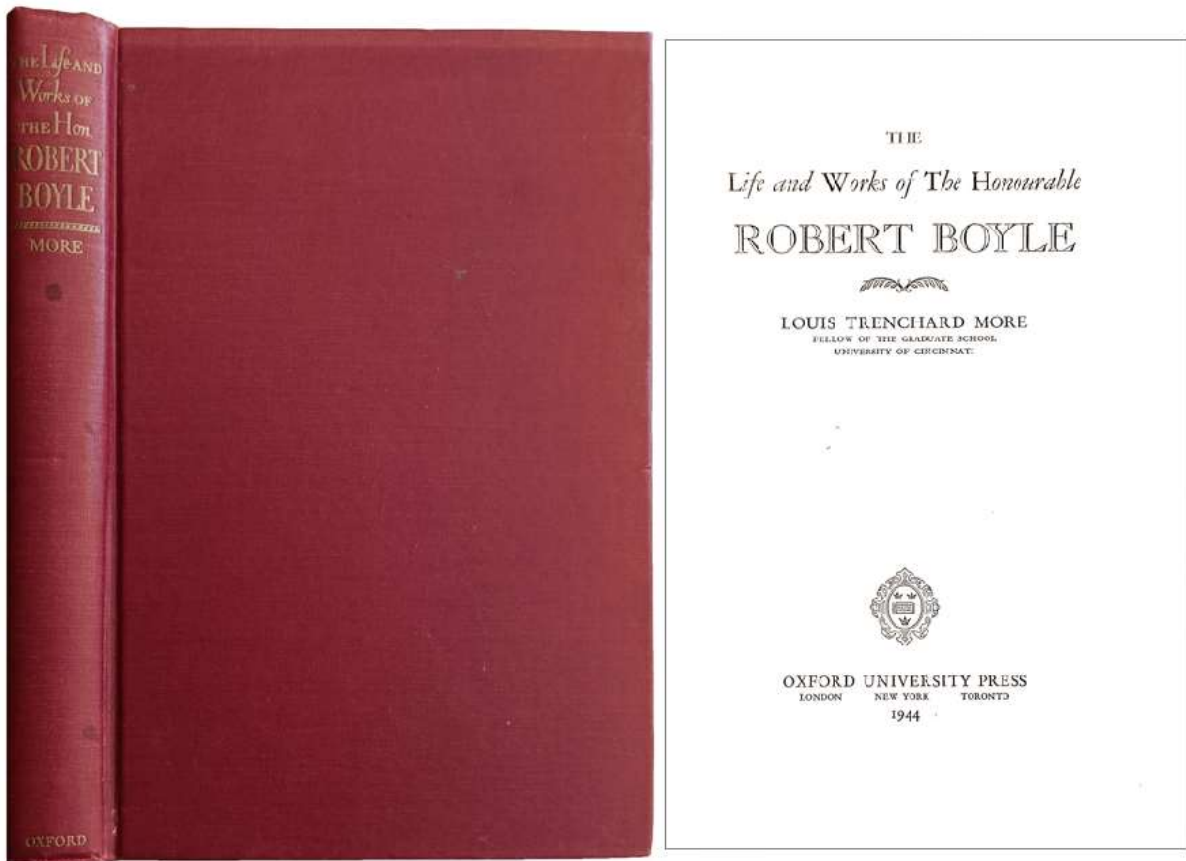 THE Life AND
Works OF
THE Hon.
ROBERT
BOYLE
MORE
OXFORD
THE
Life and Works of The Honourable
ROBERT BOYLE
LOUIS TRENCHARD MORE
FELLOW OF THE GRADUATE SCHOOL
UNIVERSITY OF CINCINNATI
OXFORD UNIVERSITY PRESS
LONDON NEW YORK TORONTO
1944